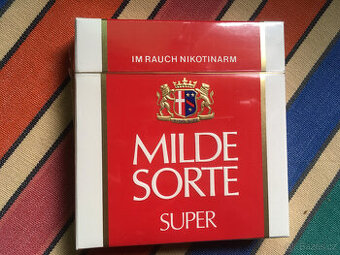 IM RAUCH NIKOTINARM
MILDE
SORTE
SUPER